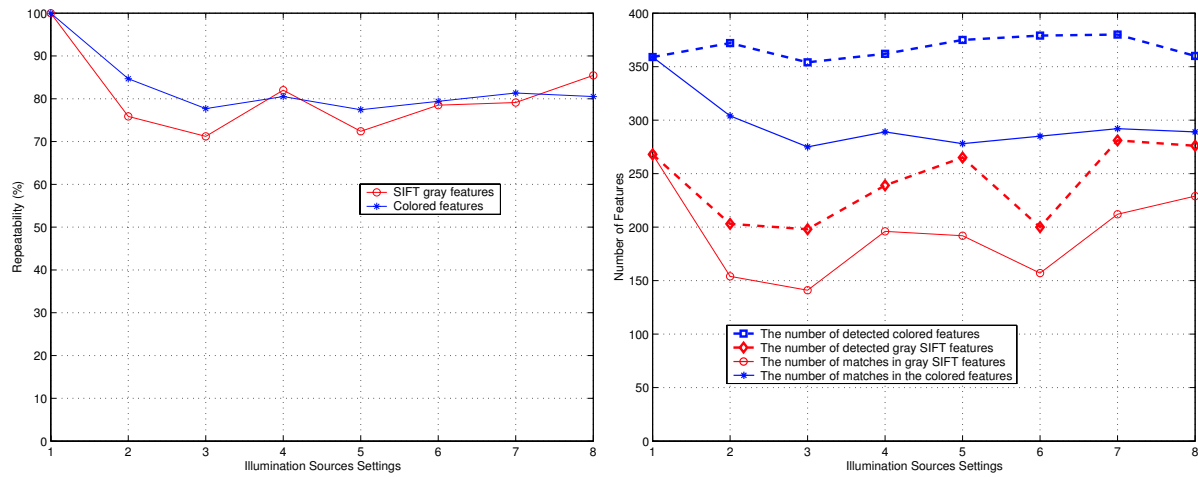 100
90
80
70
60
50
40
30
20
10
0
Repeatability (%)
SIFT gray features
Colored features
1 2 3 4 5 6 7 8
Illumination Sources Settings
400
350
300
250
200
150
100
50
0
Number of Features
The number of detected colored features
The number of detected gray SIFT features
The number of matches in gray SIFT features
The number of matches in the colored features
1 2 3 4 5 6 7 8
Illumination Sources Settings